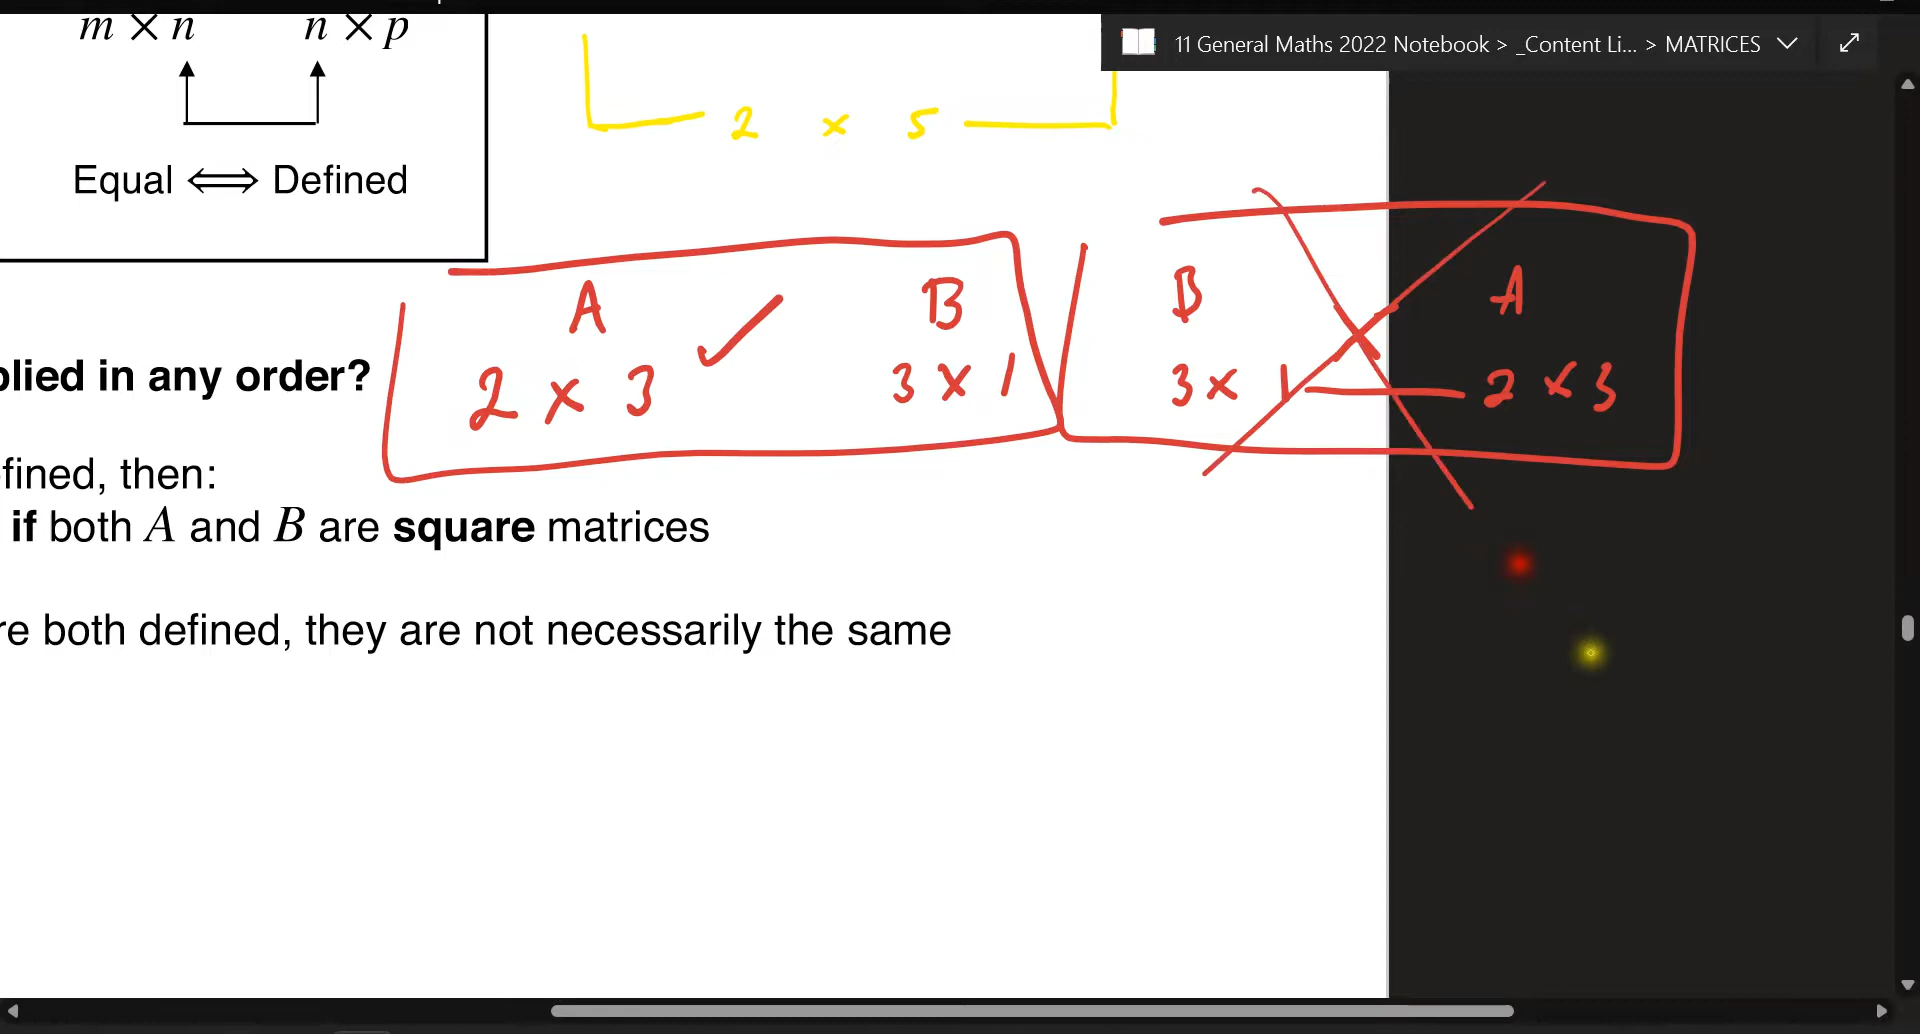 11 General Maths 2022 Notebook > _Content Li... > MATRICES
m × n n × p
2 × 5
Equal ⟺ Defined
A B B A
2 × 3 3 × 1 3 × 1 2 × 3
plied in any order?
fined, then:
if both A and B are square matrices
re both defined, they are not necessarily the same